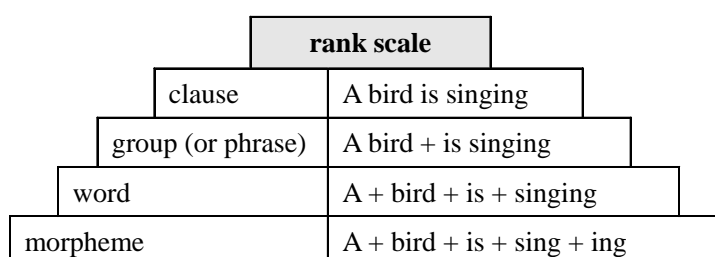 rank scale
clause A bird is singing
group (or phrase) A bird + is singing
word A + bird + is + singing
morpheme A + bird + is + sing + ing